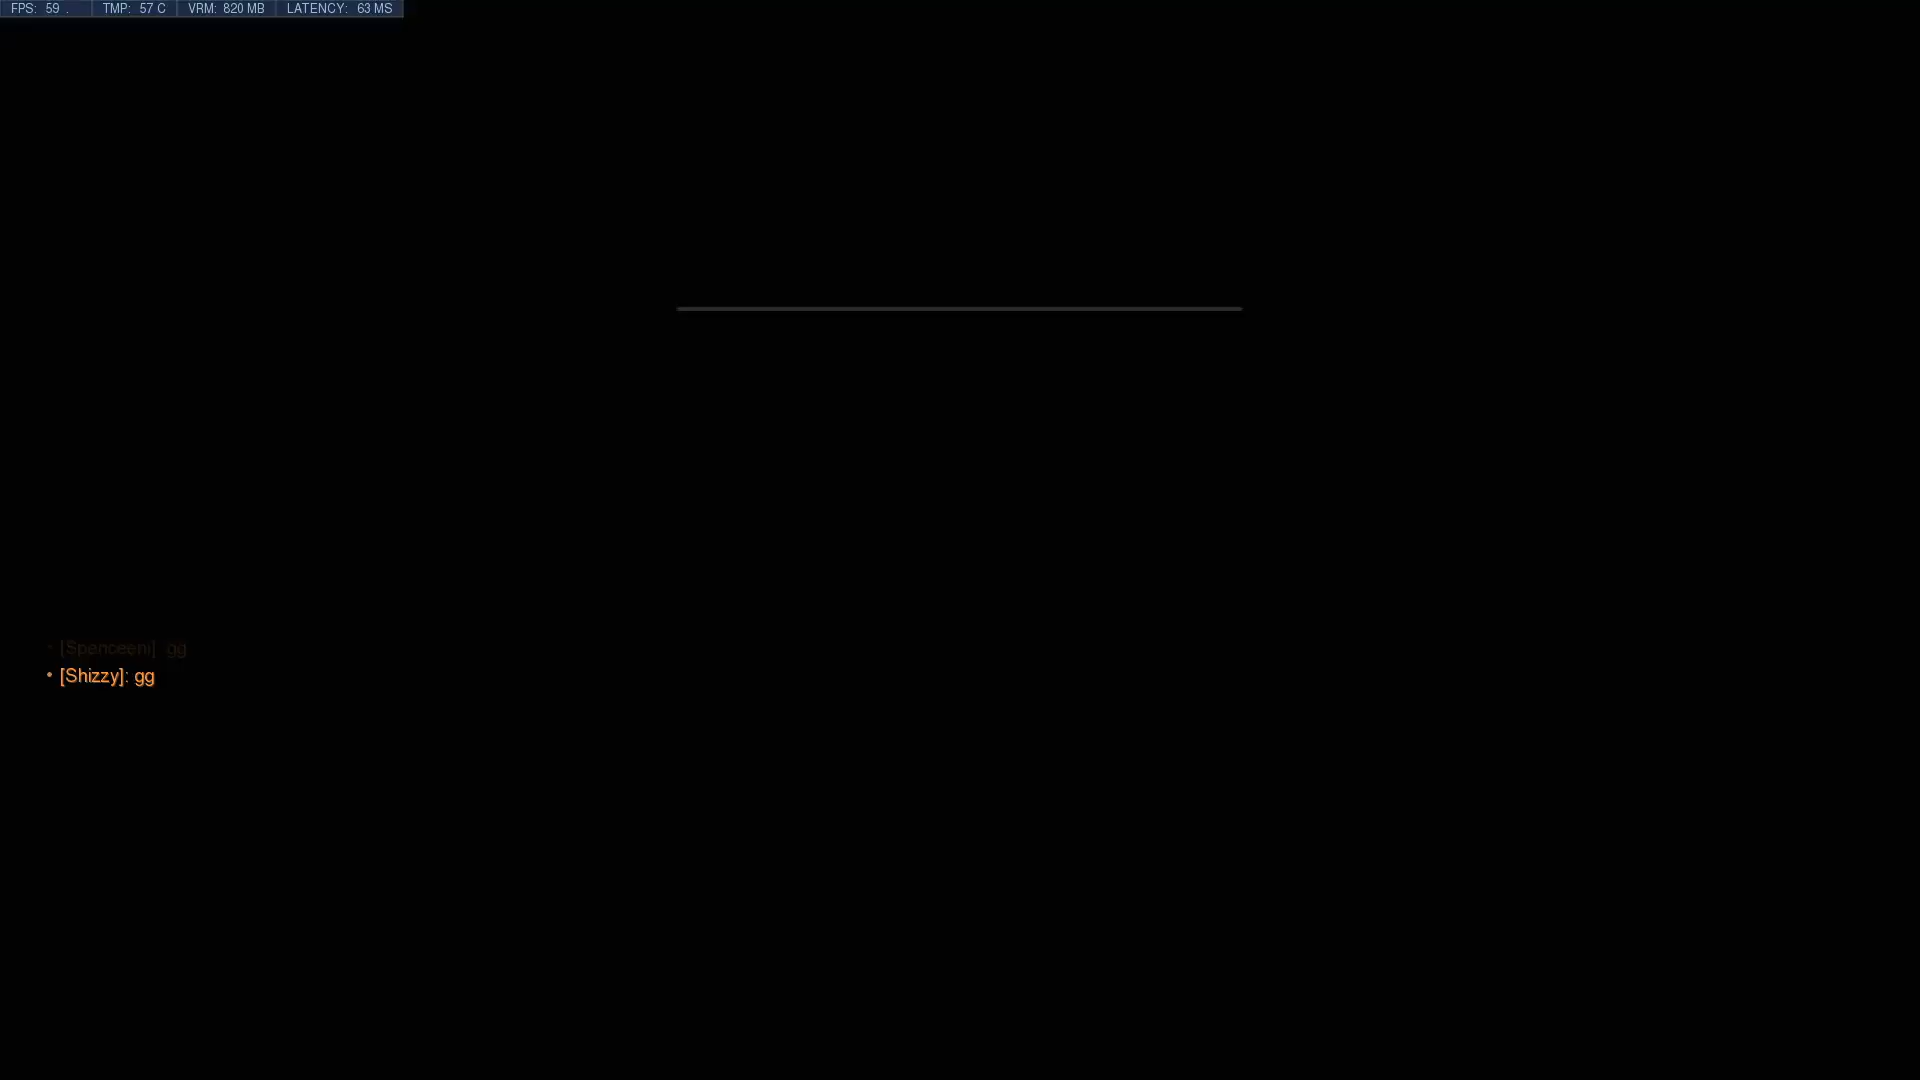 FPS: 59 . TMP: 57 C VRM: 820 MB LATENCY: 63 MS
• [Spenceeni] gg
• [Shizzy]: gg